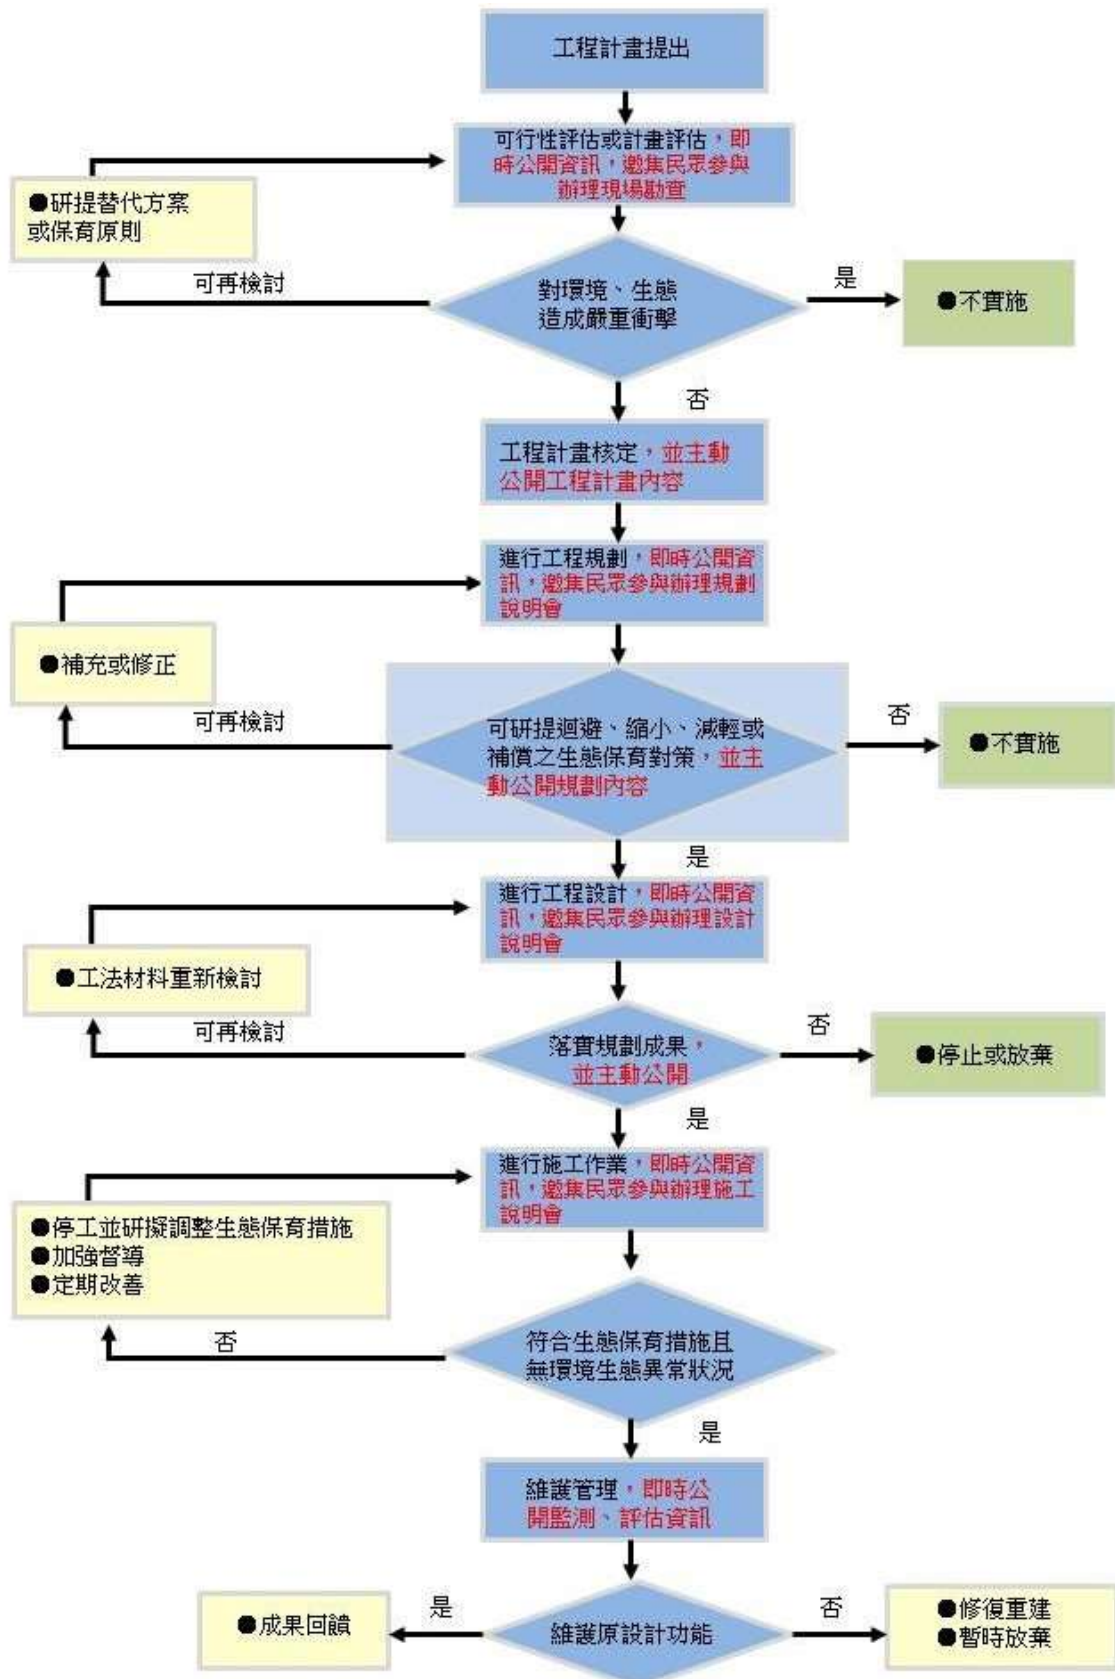 工程計畫提出
可行性評估或計畫評估，即
時公開資訊，邀集民眾參與
辦理現場勘查
●研提替代方案
或保育原則
可再檢討
對環境、生態
造成嚴重衝擊
是
●不實施
否
工程計畫核定，並主動
公開工程計畫內容
進行工程規劃，即時公開資
訊，邀集民眾參與辦理規劃
說明會
●補充或修正
可再檢討
可研提迴避、縮小、減輕或
補償之生態保育對策，並主
動公開規劃內容
否
●不實施
是
進行工程設計，即時公開資
訊，邀集民眾參與辦理設計
說明會
●工法材料重新檢討
可再檢討
落實規劃成果，
並主動公開
否
●停止或放棄
是
進行施工作業，即時公開資
訊，邀集民眾參與辦理施工
說明會
●停工並研擬調整生態保育措施
●加強督導
●定期改善
否
符合生態保育措施且
無環境生態異常狀況
是
維護管理，即時公
開監測、評估資訊
●成果回饋
是
維護原設計功能
否
●修復重建
●暫時放棄